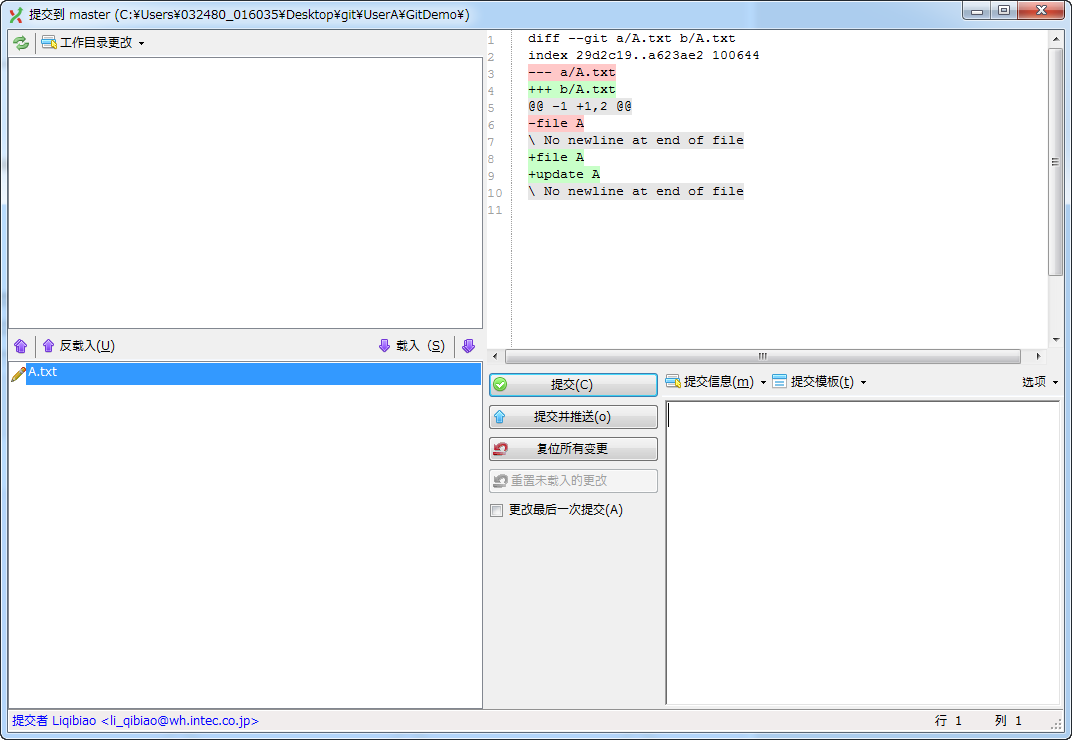 提交到 master (C:¥Users¥032480_016035¥Desktop¥git¥UserA¥GitDemo¥)
工作目录更改
1 diff --git a/A.txt b/A.txt
2 index 29d2c19..a623ae2 100644
3 --- a/A.txt
4 +++ b/A.txt
5 @@ -1 +1,2 @@
6 -file A
7 \ No newline at end of file
8 +file A
9 +update A
10 \ No newline at end of file
11
反载入(U) 载入 (S)
A.txt
提交(C)
提交并推送(o)
复位所有变更
重置未载入的更改
更改最后一次提交(A)
提交信息(m) 提交模板(t) 选项
提交者 Liqibiao <li_qibiao@wh.intec.co.jp>
行 1 列 1